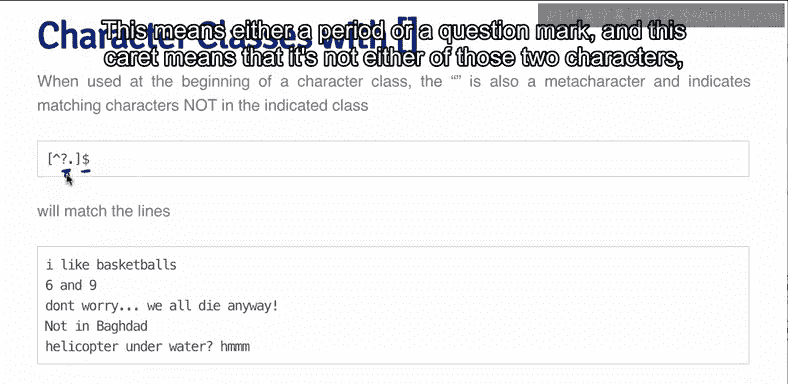 Character Classes with []
This means either a period or a question mark, and this
caret means that it's not either of those two characters,
When used at the beginning of a character class, the “” is also a metacharacter and indicates
matching characters NOT in the indicated class
[^?.]$
will match the lines
i like basketballs
6 and 9
dont worry... we all die anyway!
Not in Baghdad
helicopter under water? hmmm